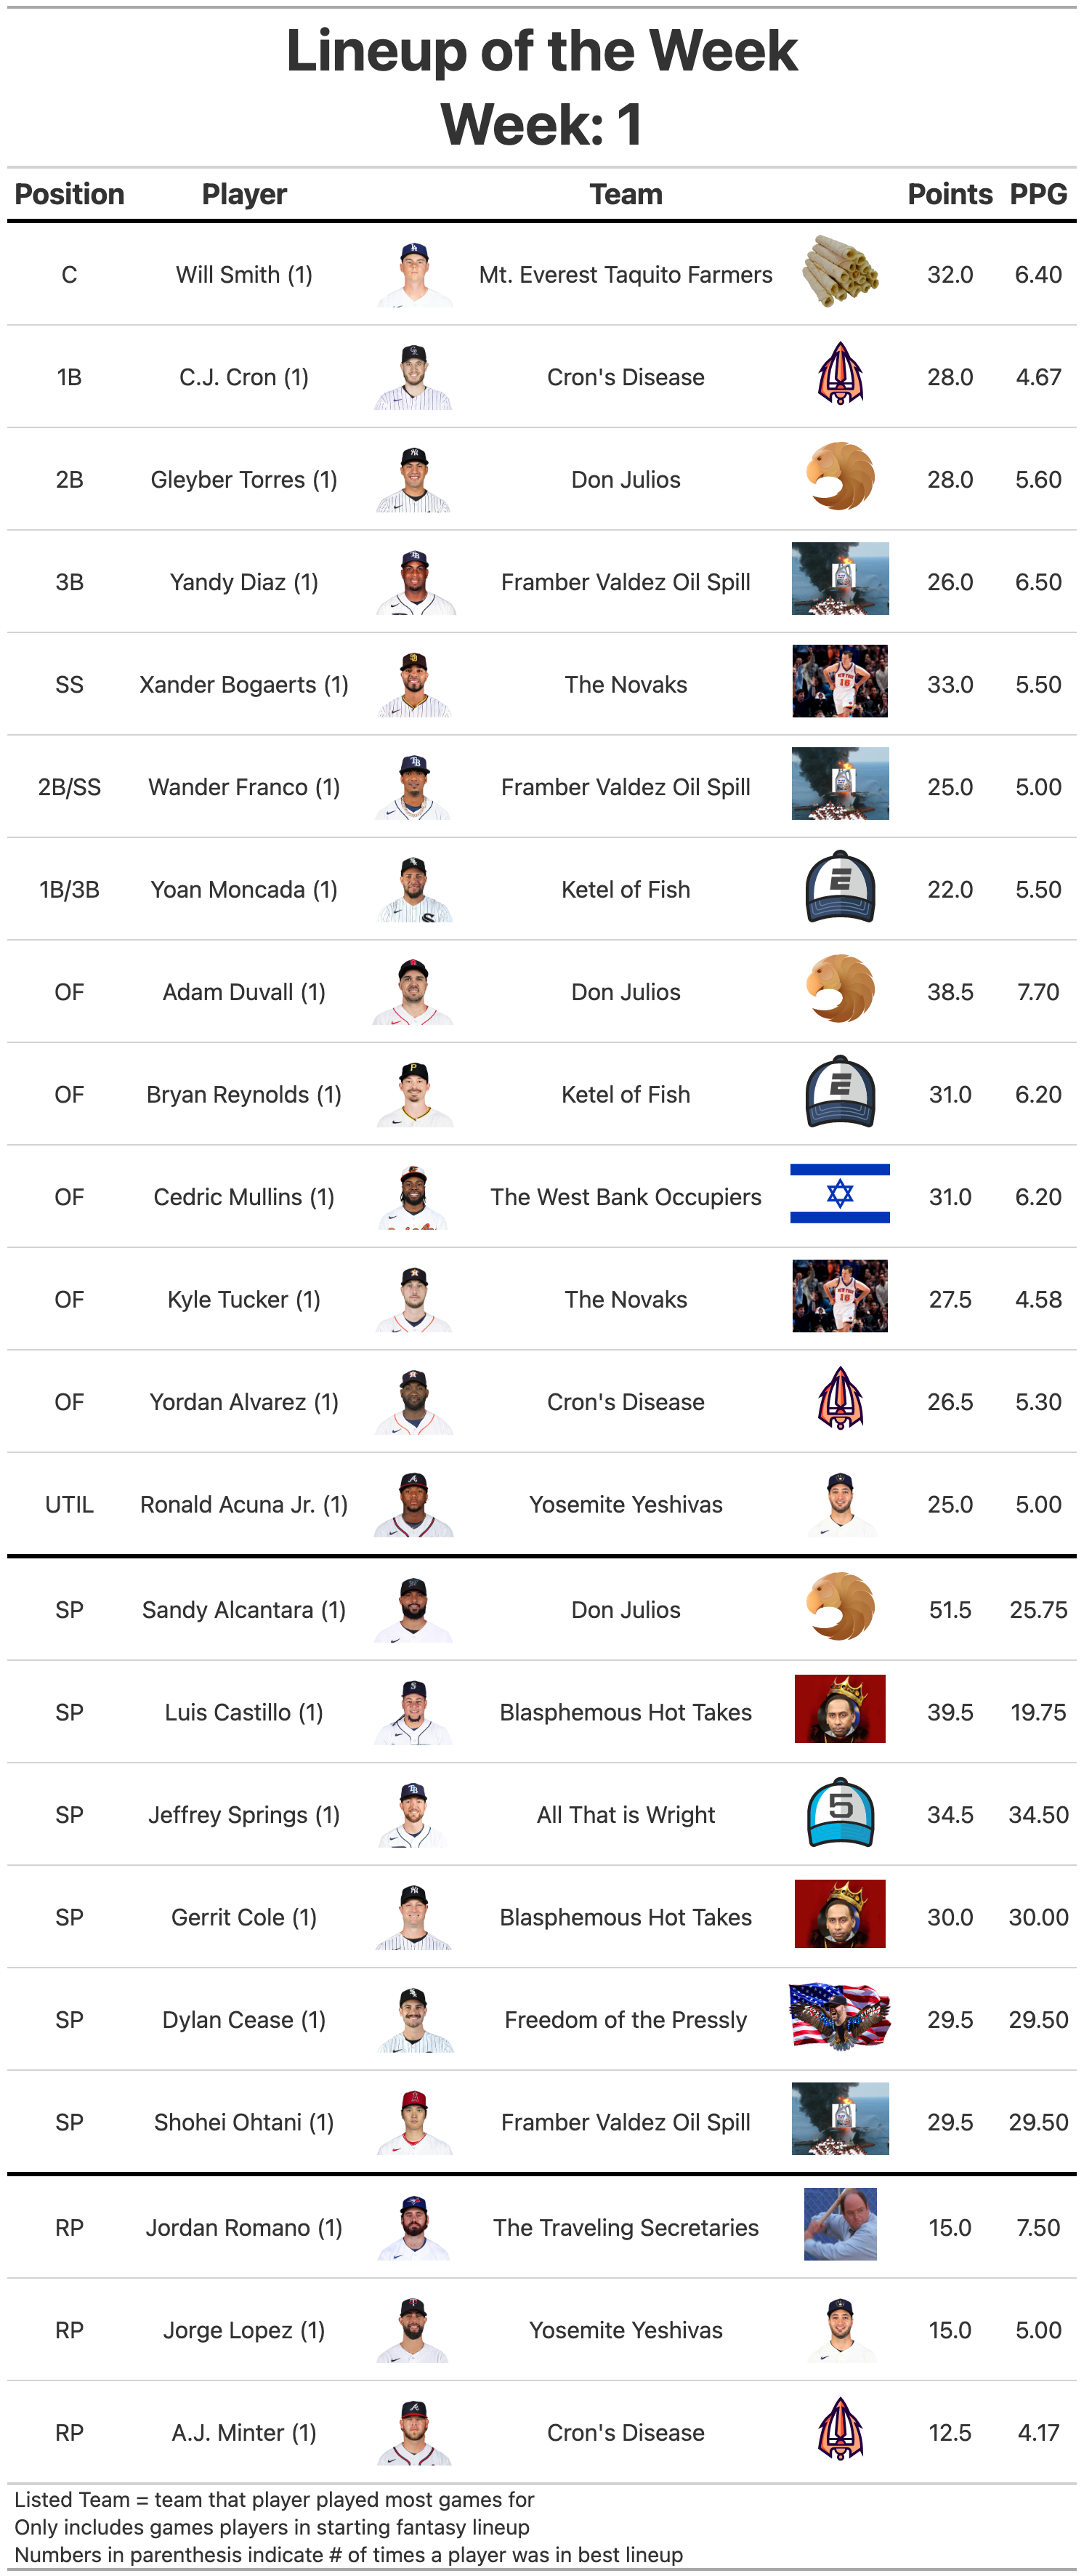 Lineup of the Week
Week: 1
Position Player Team Points PPG
C Will Smith (1) Mt. Everest Taquito Farmers 32.0 6.40
1B C.J. Cron (1) Cron's Disease 28.0 4.67
2B Gleyber Torres (1) Don Julios 28.0 5.60
3B Yandy Diaz (1) Framber Valdez Oil Spill 26.0 6.50
SS Xander Bogaerts (1) The Novaks 33.0 5.50
2B/SS Wander Franco (1) Framber Valdez Oil Spill 25.0 5.00
1B/3B Yoan Moncada (1) Ketel of Fish 22.0 5.50
OF Adam Duvall (1) Don Julios 38.5 7.70
OF Bryan Reynolds (1) Ketel of Fish 31.0 6.20
OF Cedric Mullins (1) The West Bank Occupiers 31.0 6.20
OF Kyle Tucker (1) The Novaks 27.5 4.58
OF Yordan Alvarez (1) Cron's Disease 26.5 5.30
UTIL Ronald Acuna Jr. (1) Yosemite Yeshivas 25.0 5.00
SP Sandy Alcantara (1) Don Julios 51.5 25.75
SP Luis Castillo (1) Blasphemous Hot Takes 39.5 19.75
SP Jeffrey Springs (1) All That is Wright 5 34.5 34.50
SP Gerrit Cole (1) Blasphemous Hot Takes 30.0 30.00
SP Dylan Cease (1) Freedom of the Pressly 29.5 29.50
SP Shohei Ohtani (1) Framber Valdez Oil Spill 29.5 29.50
RP Jordan Romano (1) The Traveling Secretaries 15.0 7.50
RP Jorge Lopez (1) Yosemite Yeshivas 15.0 5.00
RP A.J. Minter (1) Cron's Disease 12.5 4.17
Listed Team = team that player played most games for
Only includes games players in starting fantasy lineup
Numbers in parenthesis indicate # of times a player was in best lineup